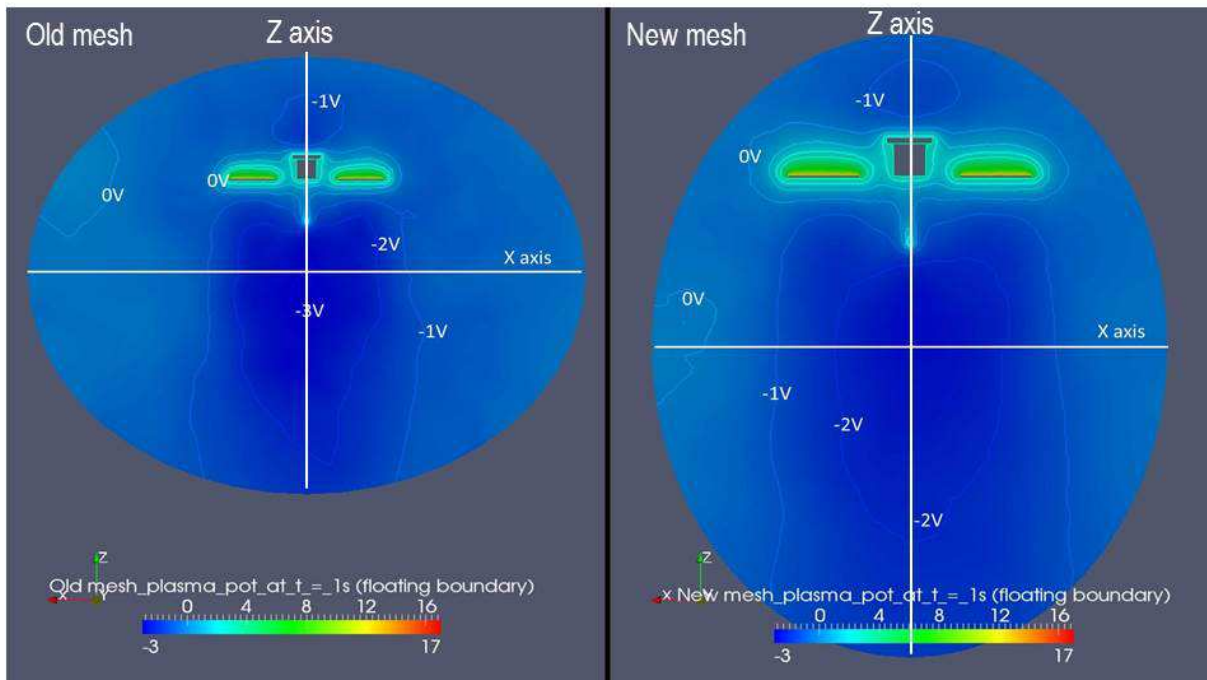 Old mesh
Z axis
-1V
0V
0V
-2V
X axis
-3V
-1V
Z
X
Y
Old mesh_plasma_pot_at_t_=_1s (floating boundary)
0 4 8 12 16
-3 17
New mesh
Z axis
-1V
0V
0V
X axis
-1V
-2V
-2V
Z
Y
x New mesh_plasma_pot_at_t_=_1s (floating boundary)
0 4 8 12 16
-3 17